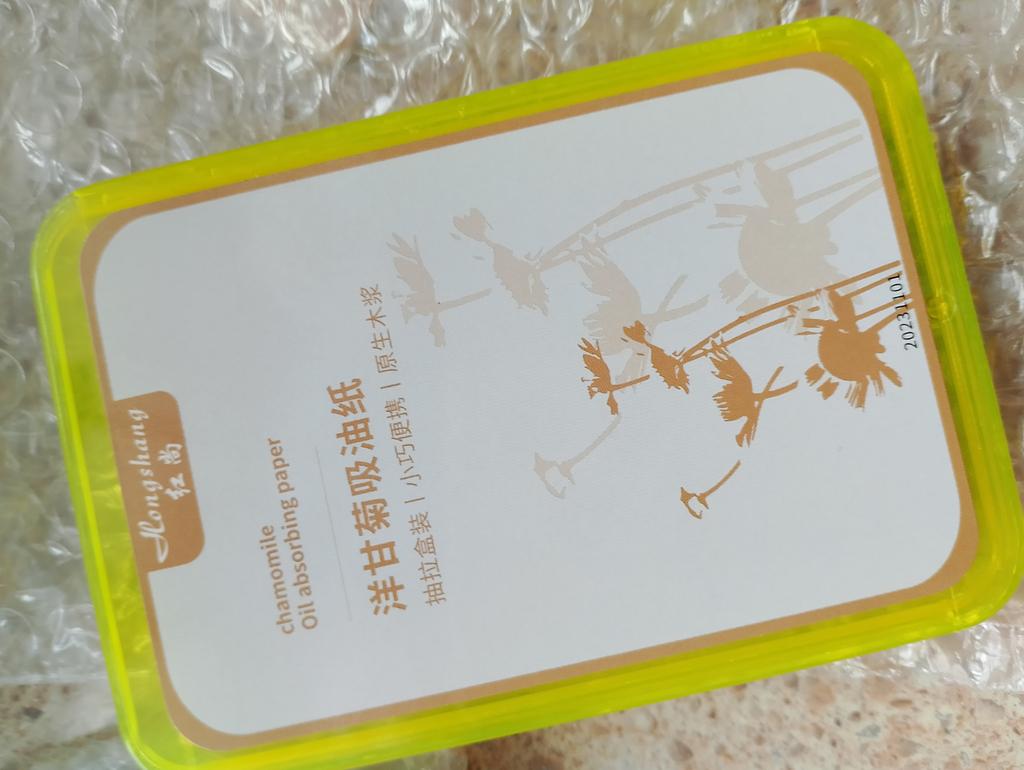 Hongshang
红尚
chamomile
Oil absorbing paper
洋甘菊吸油纸
抽拉盒装 | 小巧便携 | 原生木浆
20231101